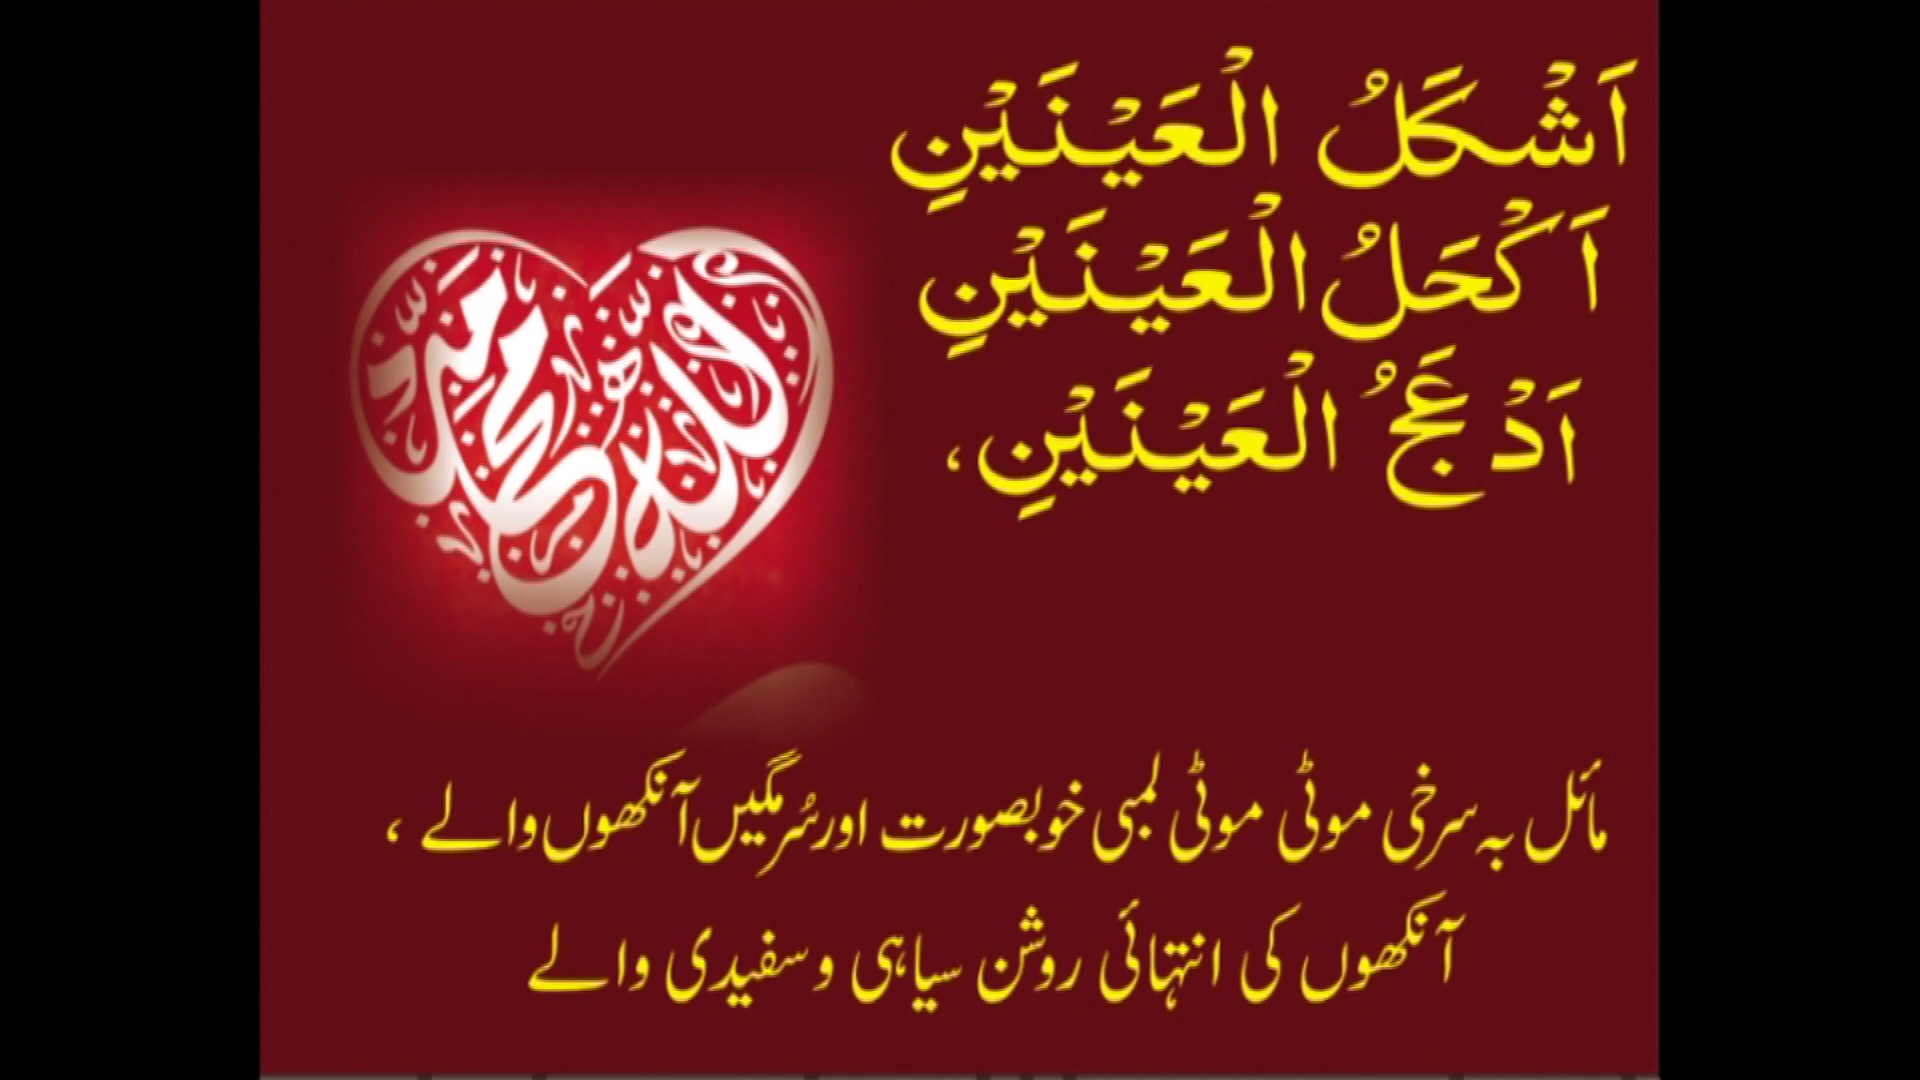 اَشْکَلُ الْعَیْنَیْنِ
اَکْحَلُ الْعَیْنَیْنِ
اَدْعَجُ الْعَیْنَیْنِ،
مائل بہ سرخی موٹی موٹی لمبی خوبصورت اور سُرمگیں آنکھوں والے ،
آنکھوں کی انتہائی روشن سیاہی و سفیدی والے